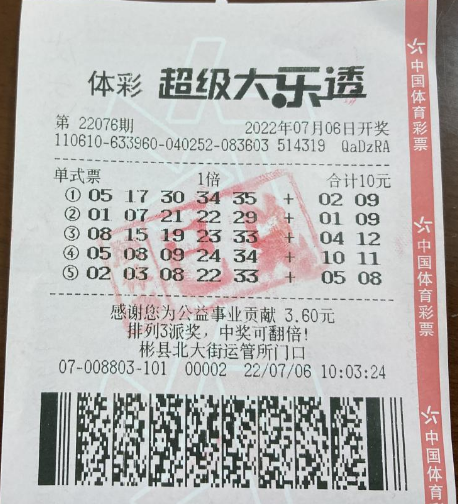 体彩 超级大乐透
第 22076期 2022年07月06日开奖
110610-633960-040252-083603 514319 QaDzRA
单式票 1倍 合计10元
① 05 17 30 34 35 + 02 09
② 01 07 21 22 29 + 01 09
③ 08 15 19 23 33 + 04 12
④ 05 08 09 24 34 + 10 11
⑤ 02 03 08 22 33 + 05 08
感谢您为公益事业贡献 3.60元
排列3派奖，中奖可翻倍!
彬县北大街运管所门口
07-008803-101 00002 22/07/06 10:03:24
中国体育彩票
中国体育彩票
中国体育